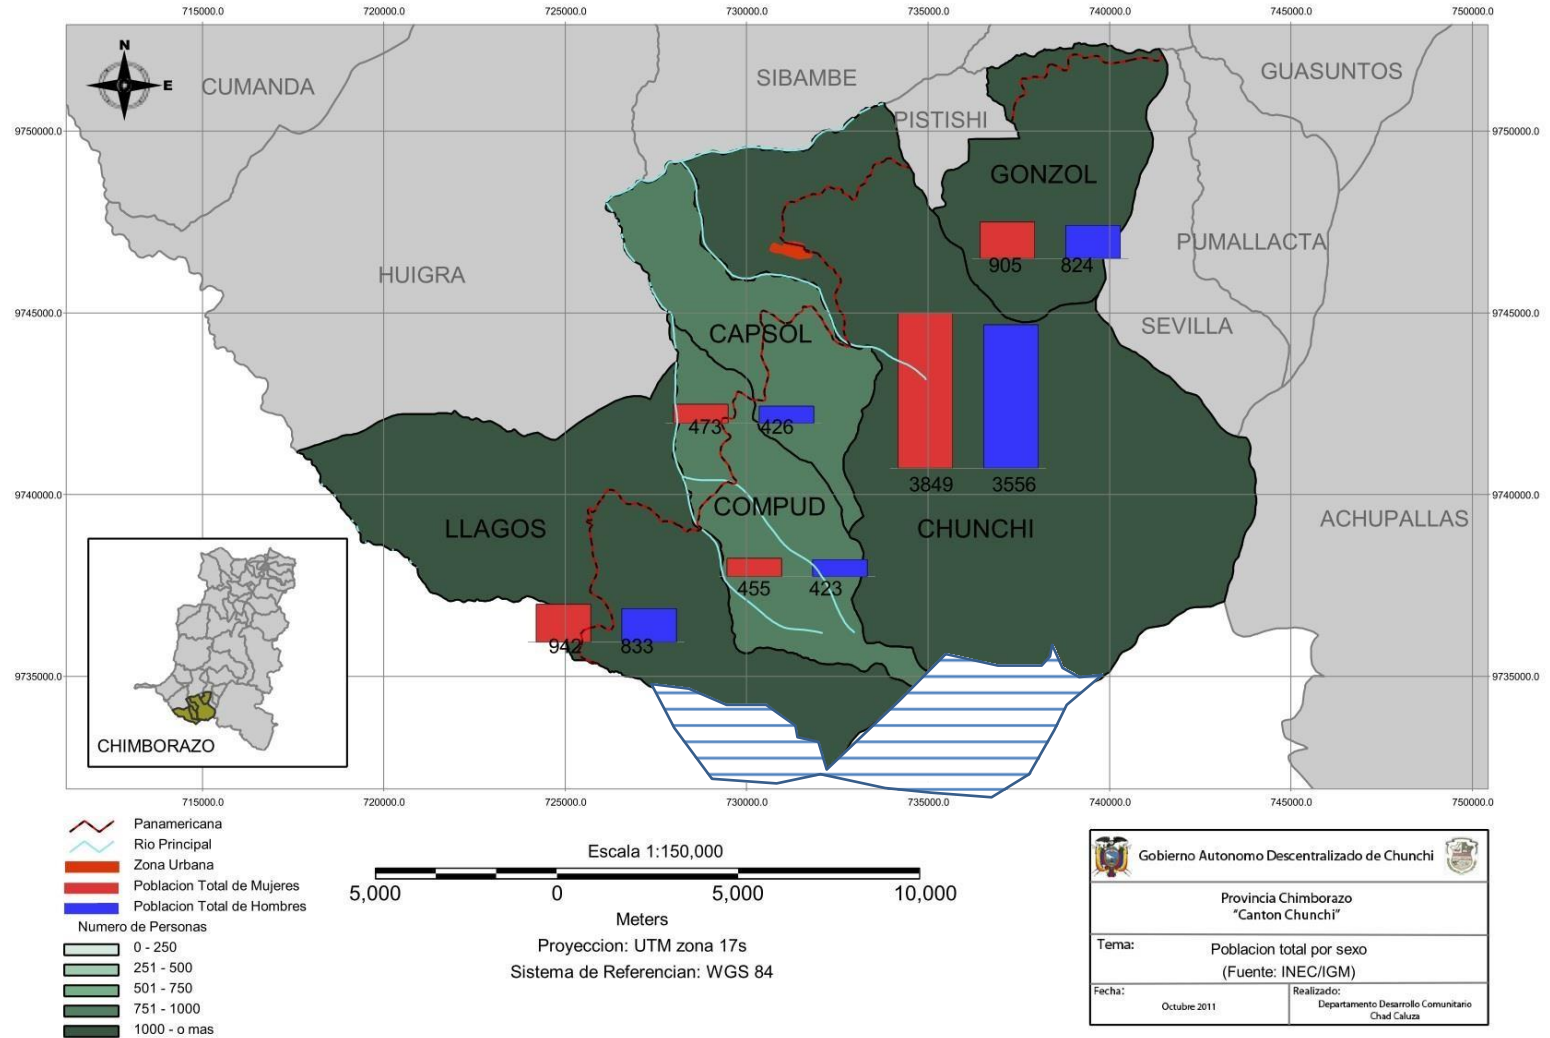 715000.0 720000.0 725000.0 730000.0 735000.0 740000.0 745000.0 750000.0
N
E
CUMANDA
SIBAMBE
GUASUNTOS
9750000.0
PISTISHI
9750000.0
GONZOL
HUIGRA
PUMALLACTA
905 824
9745000.0
CAPSOL
SEVILLA
9745000.0
473 426
3849 3556
9740000.0
COMPUD
9740000.0
LLAGOS
CHUNCHI
ACHUPALLAS
455 423
942 833
9735000.0
9735000.0
CHIMBORAZO
715000.0 720000.0 725000.0 730000.0 735000.0 740000.0 745000.0 750000.0
Panamericana
Rio Principal
Zona Urbana
Poblacion Total de Mujeres
Poblacion Total de Hombres
Numero de Personas
0 - 250
251 - 500
501 - 750
751 - 1000
1000 - o mas
Escala 1:150,000
5,000 0 5,000 10,000
Meters
Proyeccion: UTM zona 17s
Sistema de Referencian: WGS 84
Gobierno Autonomo Descentralizado de Chunchi
Provincia Chimborazo
“Canton Chunchi”
Tema:
Poblacion total por sexo
(Fuente: INEC/IGM)
Fecha:
Octubre 2011
Realizado:
Departamento Desarrollo Comunitario
Chad Caluza